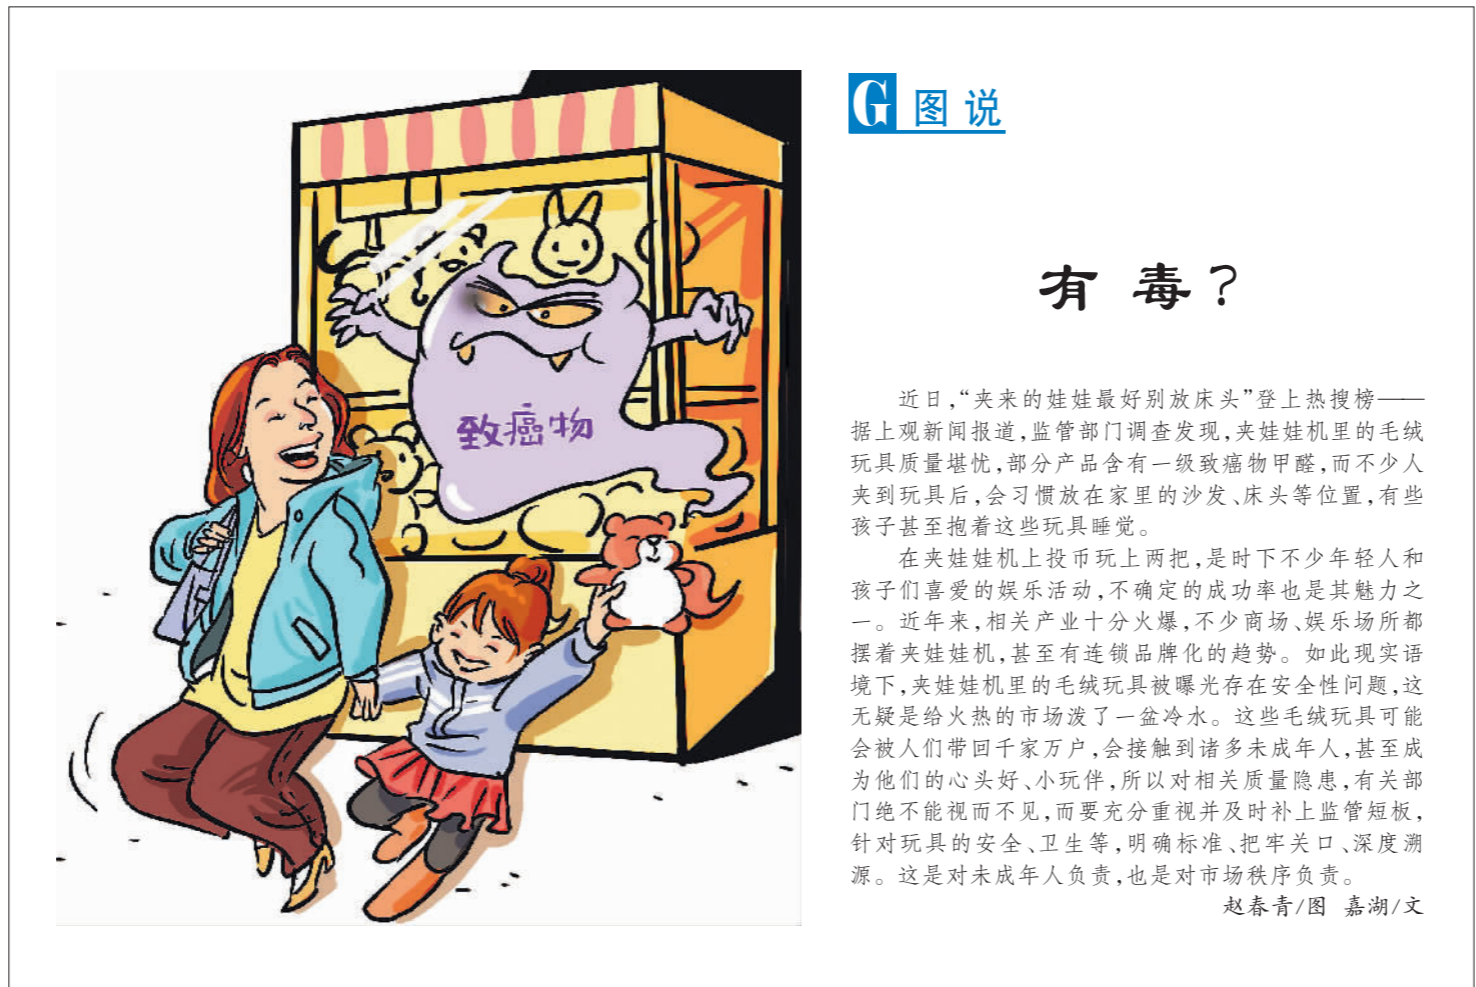 致癌物
G 图说
有毒？
近日，“夹来的娃娃最好别放床头”登上热搜榜——
据上观新闻报道，监管部门调查发现，夹娃娃机里的毛绒
玩具质量堪忧，部分产品含有一级致癌物甲醛，而不少人
夹到玩具后，会习惯放在家里的沙发、床头等位置，有些
孩子甚至抱着这些玩具睡觉。
在夹娃娃机上投币玩上两把，是时下不少年轻人和
孩子们喜爱的娱乐活动，不确定的成功率也是其魅力之
一。近年来，相关产业十分火爆，不少商场、娱乐场所都
摆着夹娃娃机，甚至有连锁品牌化的趋势。如此现实语
境下，夹娃娃机里的毛绒玩具被曝光存在安全性问题，这
无疑是给火热的市场泼了一盆冷水。这些毛绒玩具可能
会被人们带回千家万户，会接触到诸多未成年人，甚至成
为他们的心头好、小玩伴，所以对相关质量隐患，有关部
门绝不能视而不见，而要充分重视并及时补上监管短板，
针对玩具的安全、卫生等，明确标准、把牢关口、深度溯
源。这是对未成年人负责，也是对市场秩序负责。
赵春青/图 嘉湖/文